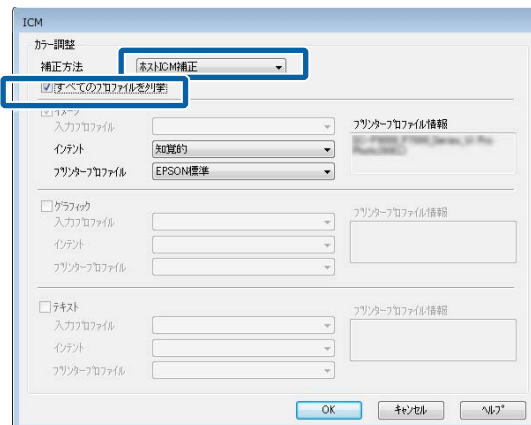 ICM
カラー調整
補正方法 ホストICM補正
すべてのプロファイルを列挙
イメージ
入力プロファイル プリンタープロファイル情報
インテント 知覚的
プリンタープロファイル EPSON標準
グラフィック
入力プロファイル プリンタープロファイル情報
インテント
プリンタープロファイル
テキスト
入力プロファイル プリンタープロファイル情報
インテント
プリンタープロファイル
OK キャンセル ヘルプ